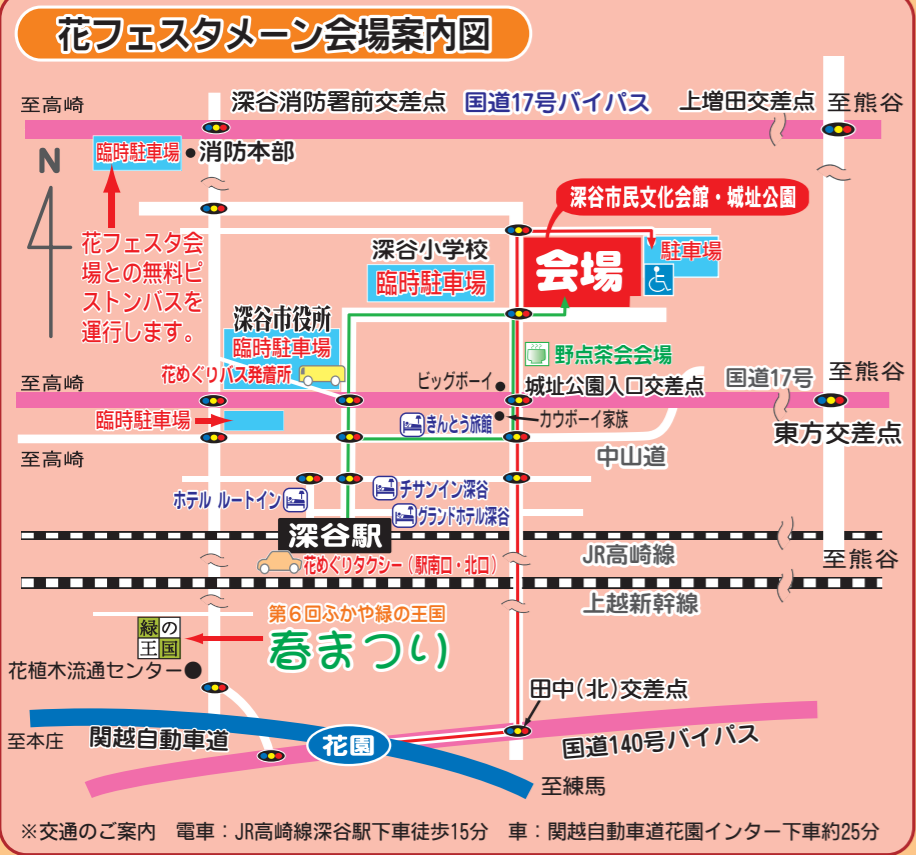 花フェスタメーン会場案内図
至高崎
深谷消防署前交差点
国道17号バイパス
上増田交差点
至熊谷
臨時駐車場
消防本部
N
深谷市民文化会館・城址公園
花フェスタ会
場との無料ピ
ストンバスを
運行します。
深谷小学校
臨時駐車場
会場
駐車場
深谷市役所
臨時駐車場
花めぐりバス発着所
野点茶会会場
至高崎
ビッグボーイ
城址公園入口交差点
国道17号
至熊谷
臨時駐車場
きんとう旅館
カウボーイ家族
東方交差点
至高崎
中山道
ホテル ルートイン
チサンイン深谷
グランドホテル深谷
深谷駅
JR高崎線
至熊谷
花めぐりタクシー（駅南口・北口）
上越新幹線
第6回ふかや緑の王国
春まつり
緑の
王国
花植木流通センター
田中(北)交差点
至本庄
関越自動車道
花園
国道140号バイパス
至練馬
※交通のご案内　電車：JR高崎線深谷駅下車徒歩15分　車：関越自動車道花園インター下車約25分